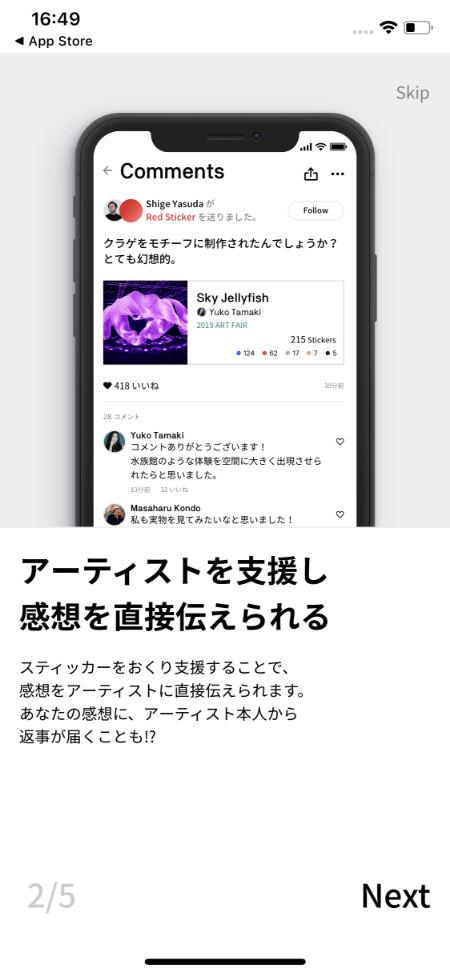 16:49
◀ App Store
Skip
Comments
Shige Yasuda が
Red Sticker を送りました。
Follow
クラゲをモチーフに制作されたんでしょうか？
とても幻想的。
Sky Jellyfish
Yuko Tamaki
2019 ART FAIR
215 Stickers
124 62 17 7 5
418 いいね
30分前
28 コメント
Yuko Tamaki
コメントありがとうございます！
水族館のような体験を空間に大きく出現させら
れたらと思いました。
13分前 32 いいね
Masaharu Kondo
私も実物を見てみたいなと思いました！
アーティストを支援し
感想を直接伝えられる
スティッカーをおくり支援することで、
感想をアーティストに直接伝えられます。
あなたの感想に、アーティスト本人から
返事が届くことも!?
2/5
Next